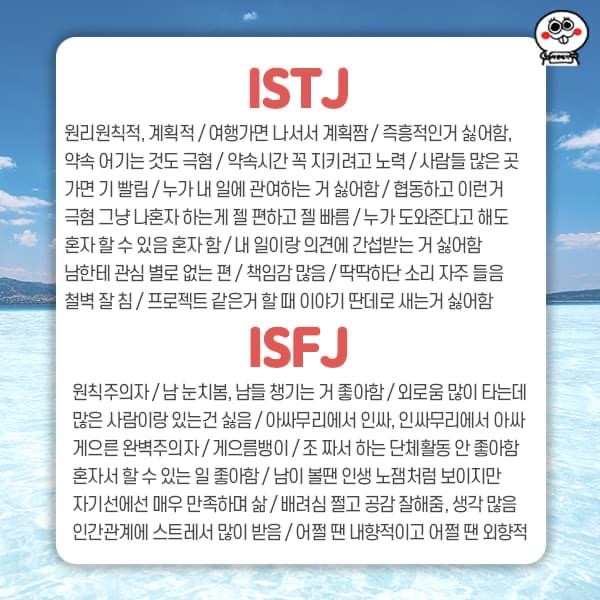 ISTJ
원리원칙적, 계획적 / 여행가면 나서서 계획짬 / 즉흥적인거 싫어함,
약속 어기는 것도 극혐 / 약속시간 꼭 지키려고 노력 / 사람들 많은 곳
가면 기 빨림 / 누가 내 일에 관여하는 거 싫어함 / 협동하고 이런거
극혐 그냥 나혼자 하는게 젤 편하고 젤 빠름 / 누가 도와준다고 해도
혼자 할 수 있음 혼자 함 / 내 일이랑 의견에 간섭받는 거 싫어함
남한테 관심 별로 없는 편 / 책임감 많음 / 딱딱하단 소리 자주 들음
철벽 잘 침 / 프로젝트 같은거 할 때 이야기 딴데로 새는거 싫어함
ISFJ
원칙주의자 / 남 눈치봄, 남들 챙기는 거 좋아함 / 외로움 많이 타는데
많은 사람이랑 있는건 싫음 / 아싸무리에서 인싸, 인싸무리에서 아싸
게으른 완벽주의자 / 게으름뱅이 / 조 짜서 하는 단체활동 안 좋아함
혼자서 할 수 있는 일 좋아함 / 남이 볼땐 인생 노잼처럼 보이지만
자기선에선 매우 만족하며 삶 / 배려심 쩔고 공감 잘해줌, 생각 많음
인간관계에 스트레서 많이 받음 / 어쩔 땐 내향적이고 어쩔 땐 외향적